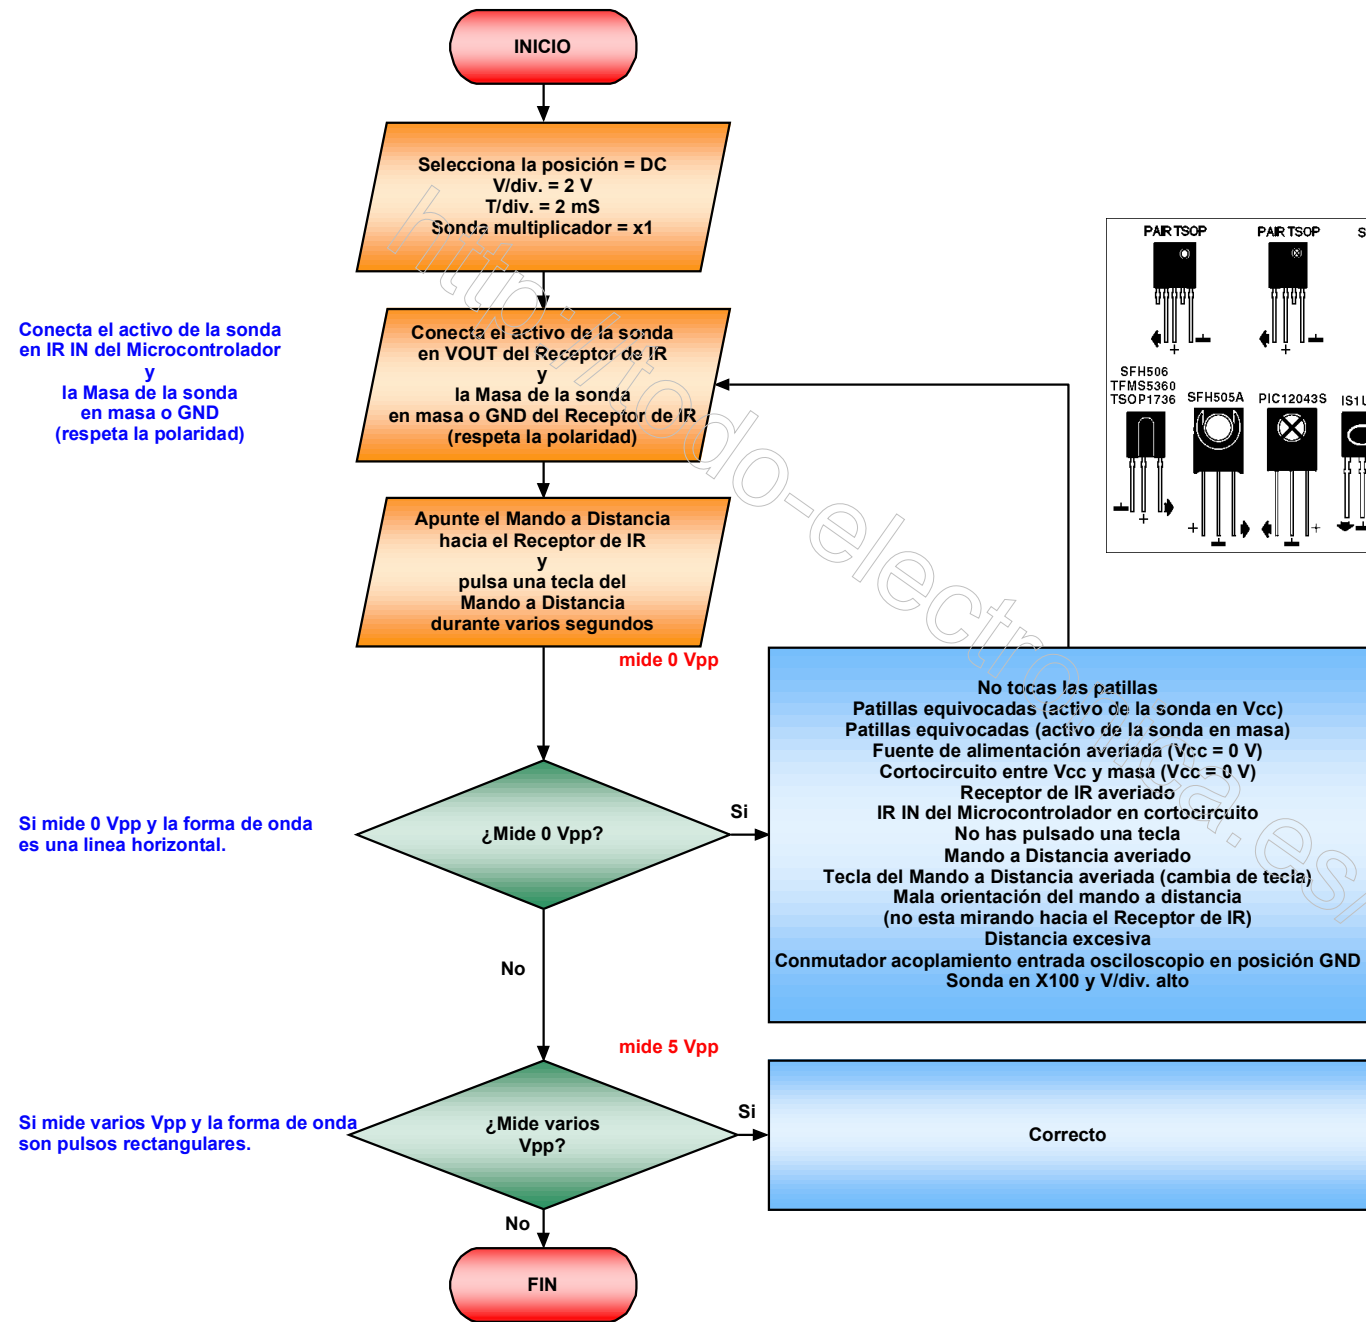 INICIO
Selecciona la posición = DC
V/div. = 2 V
T/div. = 2 mS
Sonda multiplicador = x1
Conecta el activo de la sonda
en IR IN del Microcontrolador
y
la Masa de la sonda
en masa o GND
(respeta la polaridad)
Conecta el activo de la sonda
en VOUT del Receptor de IR
y
la Masa de la sonda
en masa o GND del Receptor de IR
(respeta la polaridad)
PAIR TSOP
PAIR TSOP
S
SFH506
TFMS5360
TSOP1736
SFH505A
PIC12043S
IS1U
Apunte el Mando a Distancia
hacia el Receptor de IR
y
pulsa una tecla del
Mando a Distancia
durante varios segundos
mide 0 Vpp
Si mide 0 Vpp y la forma de onda
es una linea horizontal.
¿Mide 0 Vpp?
Si
No
No tocas las patillas
Patillas equivocadas (activo de la sonda en Vcc)
Patillas equivocadas (activo de la sonda en masa)
Fuente de alimentación averiada (Vcc = 0 V)
Cortocircuito entre Vcc y masa (Vcc = 0 V)
Receptor de IR averiado
IR IN del Microcontrolador en cortocircuito
No has pulsado una tecla
Mando a Distancia averiado
Tecla del Mando a Distancia averiada (cambia de tecla)
Mala orientación del mando a distancia
(no esta mirando hacia el Receptor de IR)
Distancia excesiva
Conmutador acoplamiento entrada osciloscopio en posición GND
Sonda en X100 y V/div. alto
mide 5 Vpp
Si mide varios Vpp y la forma de onda
son pulsos rectangulares.
¿Mide varios
Vpp?
Si
No
Correcto
FIN
http://todo-electronica.es/